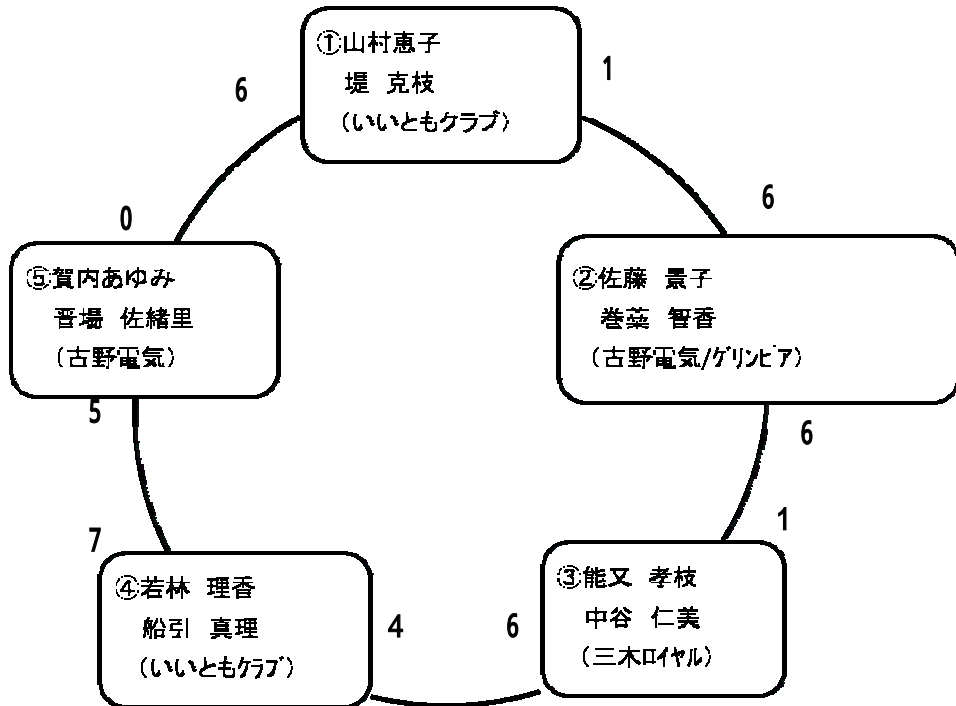 ①山村恵子
堤 克枝
(いいともクラブ)
6
1
0
6
⑤賀内あゆみ
晋場 佐緒里
(古野電気)
②佐藤 景子
巻藁 智香
(古野電気/グリンピア)
5
6
7
1
④若林 理香
船引 真理
(いいともクラブ)
4
6
③能又 孝枝
中谷 仁美
(三木ロイヤル)